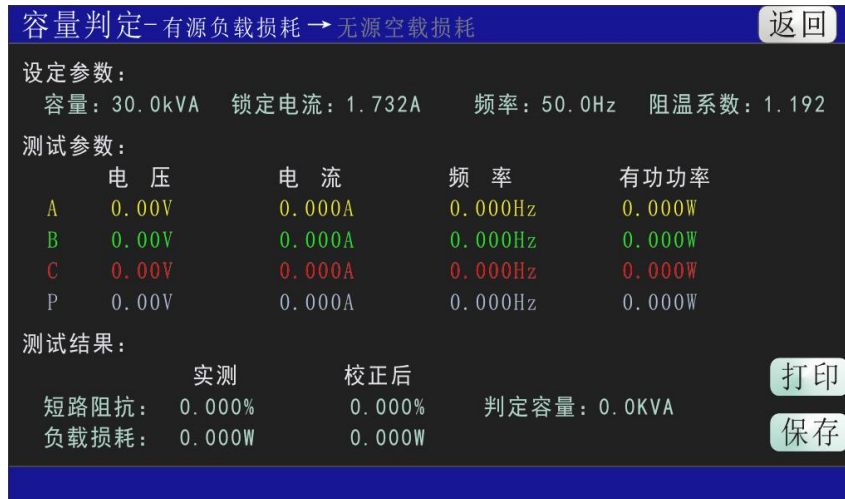 容量判定-有源负载损耗→无源空载损耗 返回
设定参数:
容量:30.0kVA 锁定电流:1.732A 频率:50.0Hz 阻温系数:1.192
测试参数:
电 压 电 流 频 率 有功功率
A 0.00V 0.000A 0.000Hz 0.000W
B 0.00V 0.000A 0.000Hz 0.000W
C 0.00V 0.000A 0.000Hz 0.000W
P 0.00V 0.000A 0.000Hz 0.000W
测试结果:
实测 校正后 打印
短路阻抗: 0.000% 0.000% 判定容量:0.0KVA
负载损耗: 0.000W 0.000W 保存